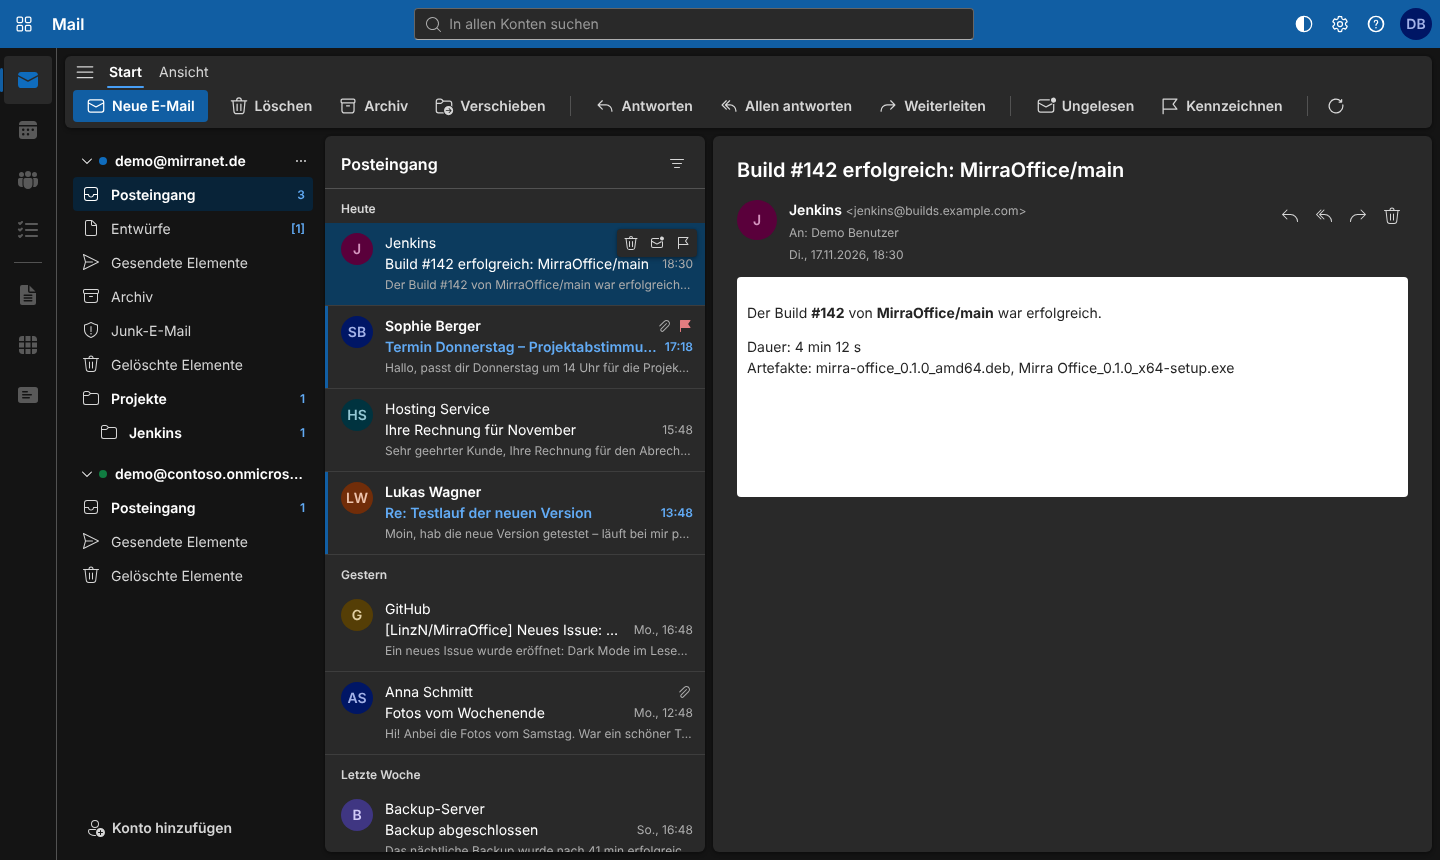 Mail
In allen Konten suchen
DB
Start Ansicht
Neue E-Mail Löschen Archiv Verschieben Antworten Allen antworten Weiterleiten Ungelesen Kennzeichnen
demo@mirranet.de ...
Posteingang 3
Entwürfe [1]
Gesendete Elemente
Archiv
Junk-E-Mail
Gelöschte Elemente
Projekte 1
Jenkins 1
demo@contoso.onmicros...
Posteingang 1
Gesendete Elemente
Gelöschte Elemente
Konto hinzufügen
Posteingang
Heute
J
Jenkins
Build #142 erfolgreich: MirraOffice/main 18:30
Der Build #142 von MirraOffice/main war erfolgreich...
SB
Sophie Berger
Termin Donnerstag – Projektabstimmu... 17:18
Hallo, passt dir Donnerstag um 14 Uhr für die Projek...
HS
Hosting Service
Ihre Rechnung für November 15:48
Sehr geehrter Kunde, Ihre Rechnung für den Abrech...
LW
Lukas Wagner
Re: Testlauf der neuen Version 13:48
Moin, hab die neue Version getestet – läuft bei mir p...
Gestern
G
GitHub
[LinzN/MirraOffice] Neues Issue: ... Mo., 16:48
Ein neues Issue wurde eröffnet: Dark Mode im Lese...
AS
Anna Schmitt
Fotos vom Wochenende Mo., 12:48
Hi! Anbei die Fotos vom Samstag. War ein schöner T...
Letzte Woche
B
Backup-Server
Backup abgeschlossen So., 16:48
Das nächtliche Backup wurde nach 41 min erfolgreic...
Build #142 erfolgreich: MirraOffice/main
J
Jenkins <jenkins@builds.example.com>
An: Demo Benutzer
Di., 17.11.2026, 18:30
Der Build #142 von MirraOffice/main war erfolgreich.
Dauer: 4 min 12 s
Artefakte: mirra-office_0.1.0_amd64.deb, Mirra Office_0.1.0_x64-setup.exe